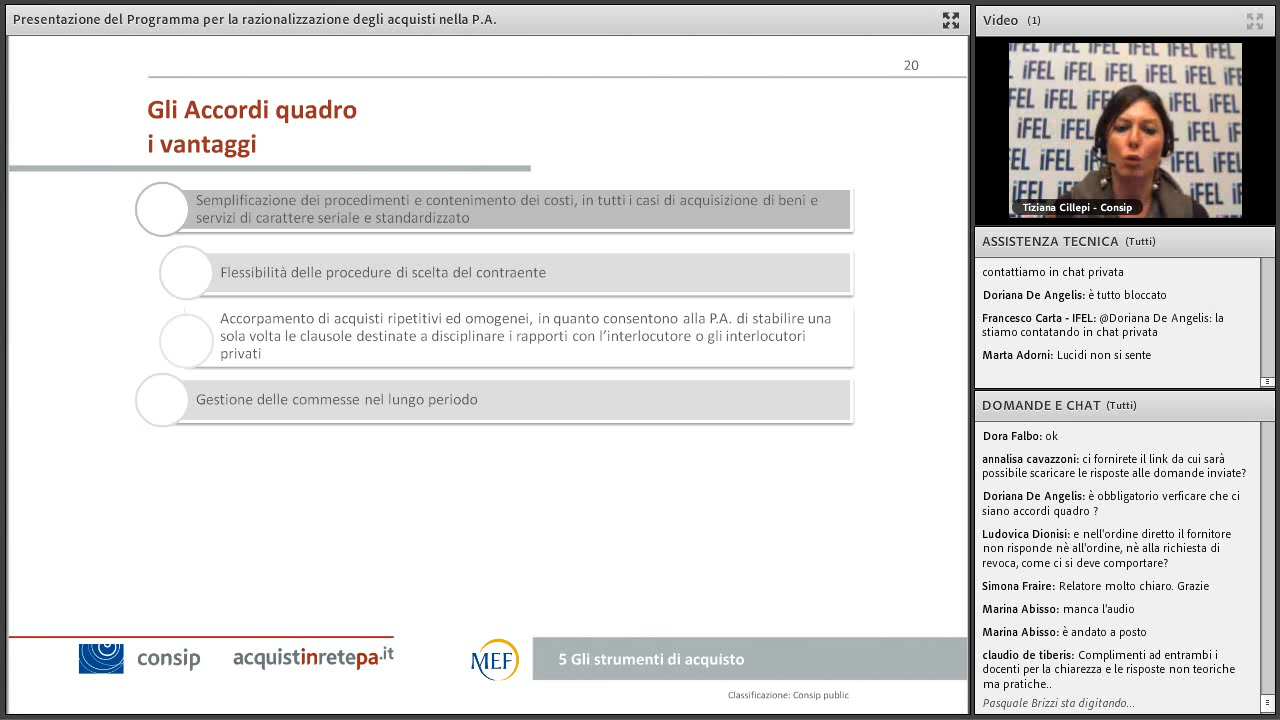 Presentazione del Programma per la razionalizzazione degli acquisti nella P.A.
20
Gli Accordi quadro
i vantaggi
Semplificazione dei procedimenti e contenimento dei costi, in tutti i casi di acquisizione di beni e
servizi di carattere seriale e standardizzato
Flessibilità delle procedure di scelta del contraente
Accorpamento di acquisti ripetitivi ed omogenei, in quanto consentono alla P.A. di stabilire una
sola volta le clausole destinate a disciplinare i rapporti con l'interlocutore o gli interlocutori
privati
Gestione delle commesse nel lungo periodo
consip
acquistinretepa.it
MEF
5 Gli strumenti di acquisto
Classificazione: Consip public
Video (1)
iFEL iFEL iFEL iFEL
Tiziana Cillepi - Consip
ASSISTENZA TECNICA (Tutti)
contattiamo in chat privata
Doriana De Angelis: è tutto bloccato
Francesco Carta - IFEL: @Doriana De Angelis: la
stiamo contatando in chat privata
Marta Adorni: Lucidi non si sente
DOMANDE E CHAT (Tutti)
Dora Falbo: ok
annalisa cavazzoni: ci fornirete il link da cui sarà
possibile scaricare le risposte alle domande inviate?
Doriana De Angelis: è obbligatorio verficare che ci
siano accordi quadro ?
Ludovica Dionisi: e nell'ordine diretto il fornitore
non risponde nè all'ordine, nè alla richiesta di
revoca, come ci si deve comportare?
Simona Fraire: Relatore molto chiaro. Grazie
Marina Abisso: manca l'audio
Marina Abisso: è andato a posto
claudio de tiberis: Complimenti ad entrambi i
docenti per la chiarezza e le risposte non teoriche
ma pratiche..
Pasquale Brizzi sta digitando...